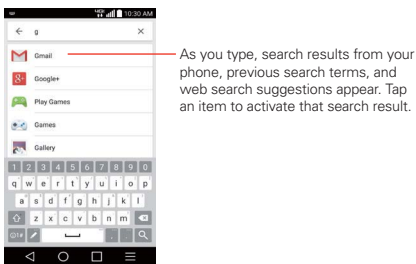 4G LTE 10:30 AM
g
Gmail
Google+
Play Games
Games
Gallery
As you type, search results from your
phone, previous search terms, and
web search suggestions appear. Tap
an item to activate that search result.
1 2 3 4 5 6 7 8 9 0
q w e r t y u i o p
a s d f g h j k l
z x c v b n m